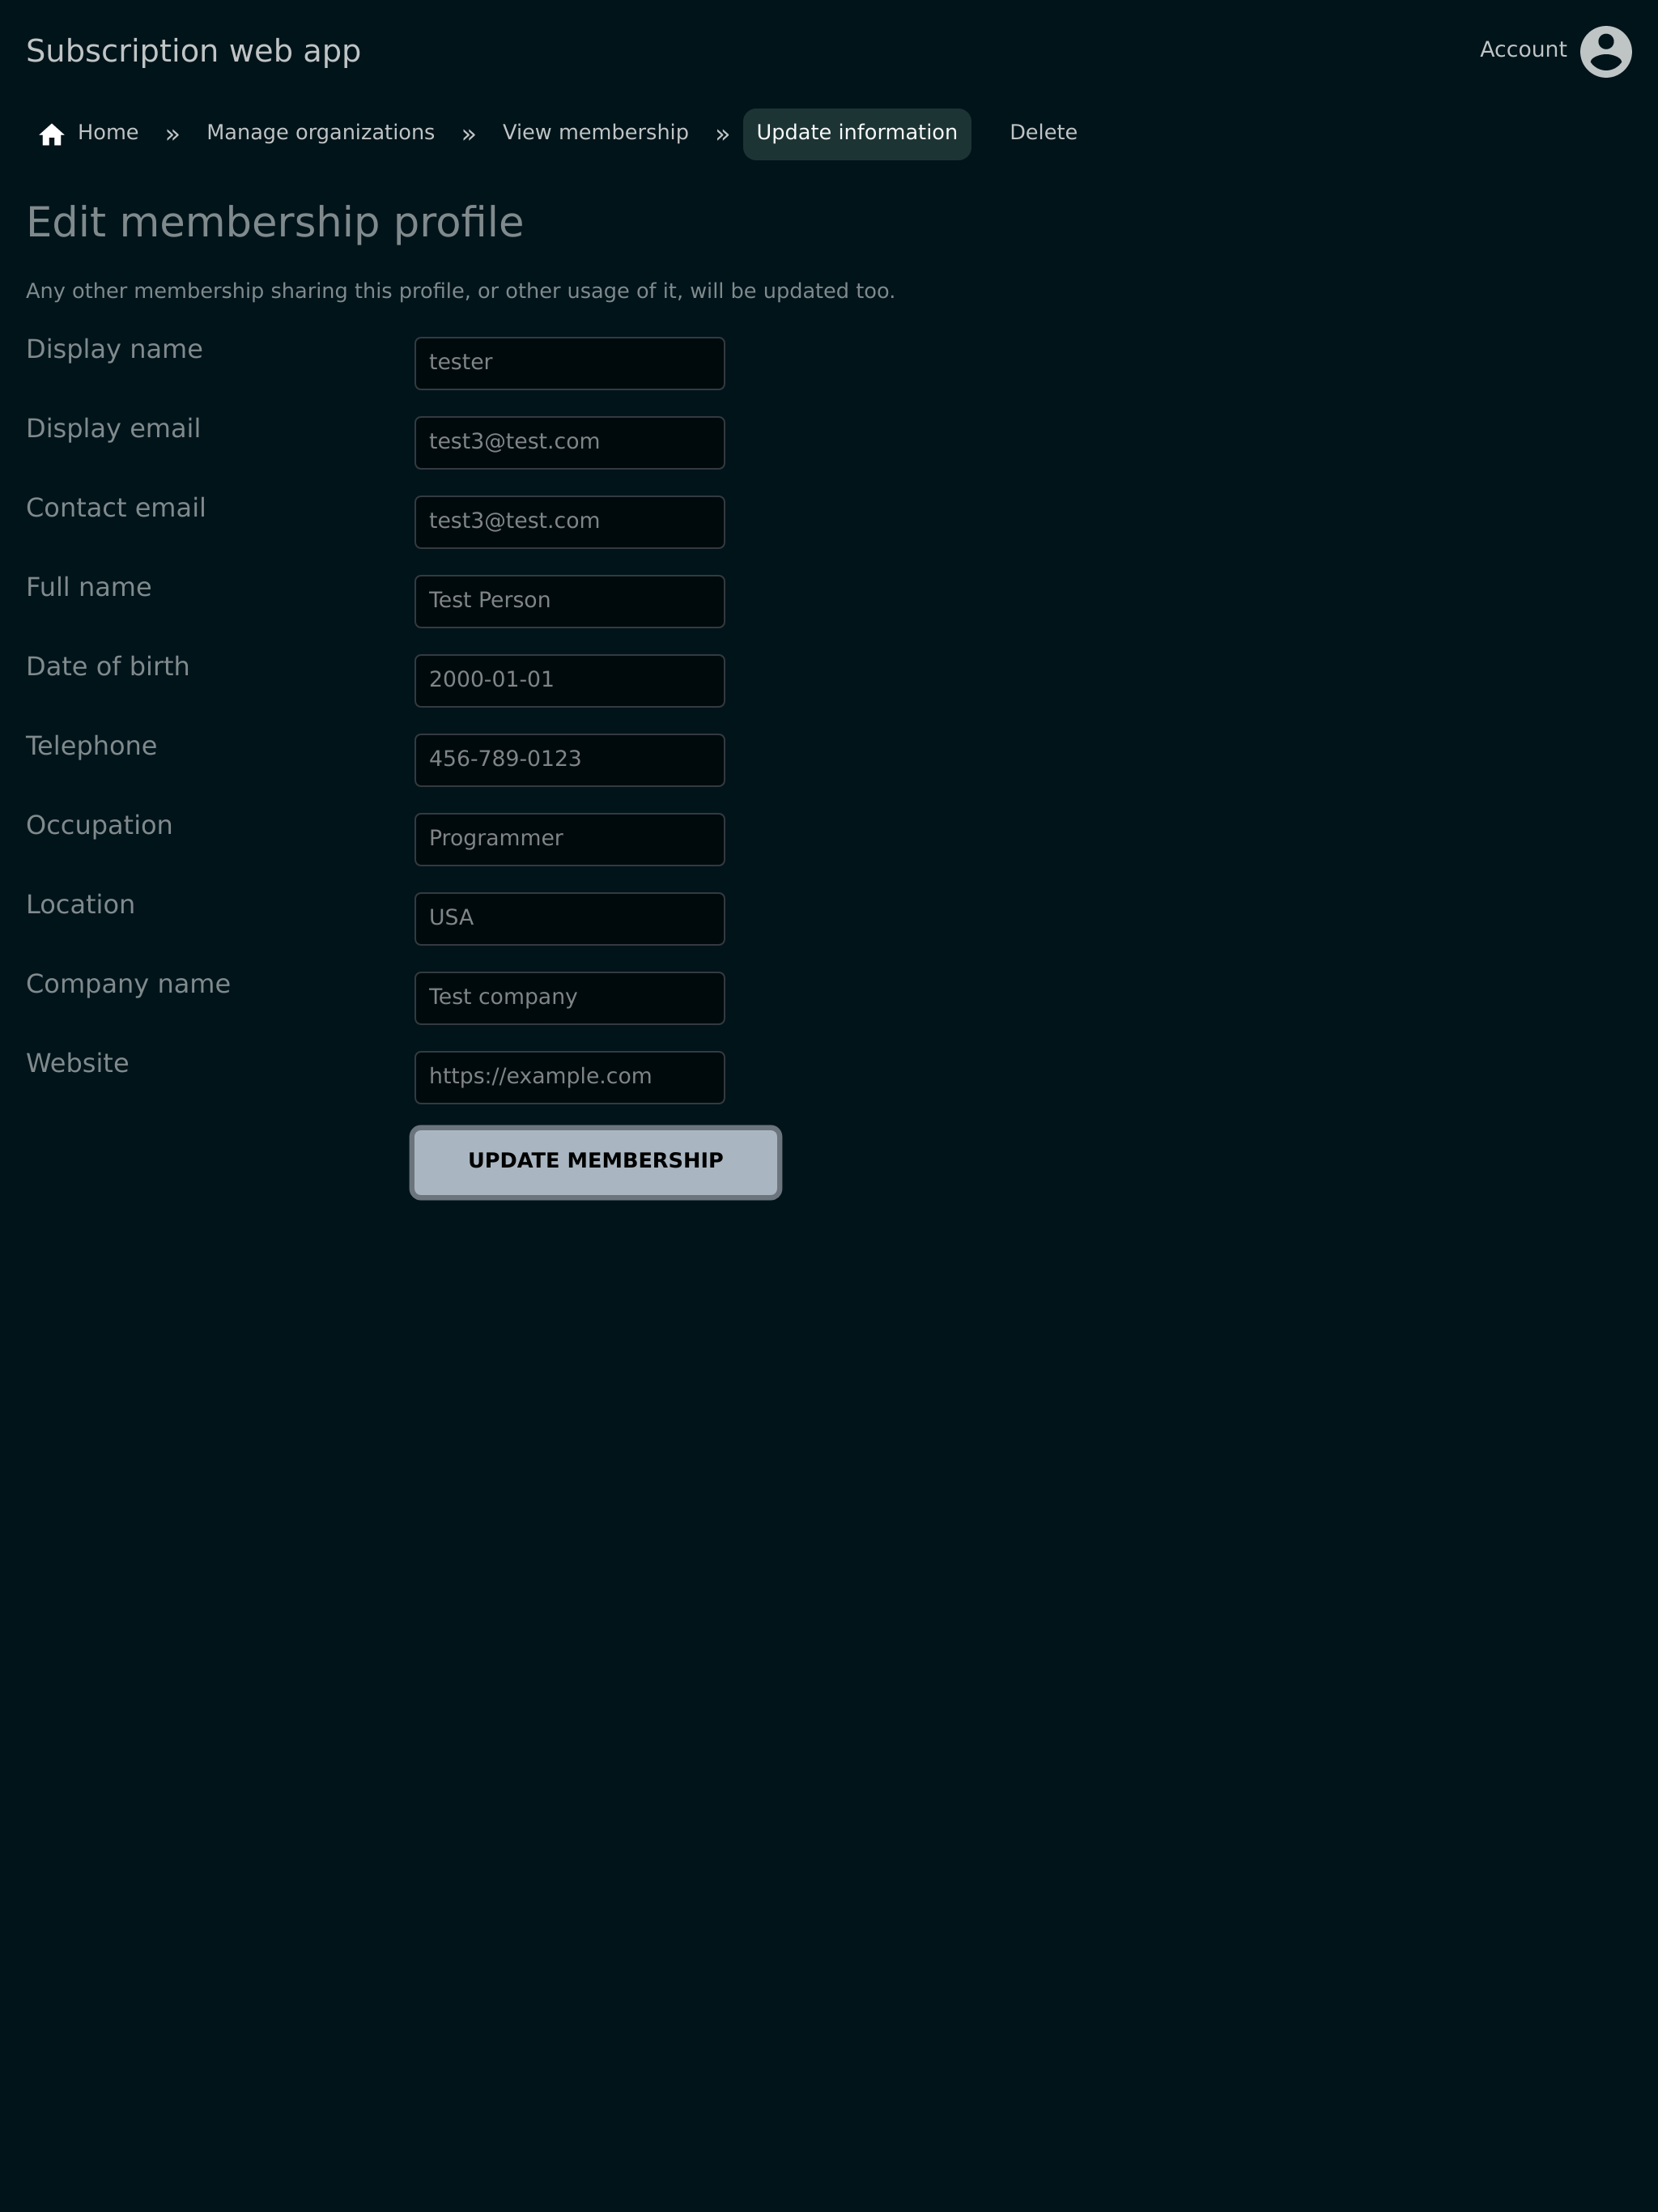 Subscription web app
Account
Home » Manage organizations » View membership » Update information Delete
Edit membership profile
Any other membership sharing this profile, or other usage of it, will be updated too.
Display name tester
Display email test3@test.com
Contact email test3@test.com
Full name Test Person
Date of birth 2000-01-01
Telephone 456-789-0123
Occupation Programmer
Location USA
Company name Test company
Website https://example.com
UPDATE MEMBERSHIP